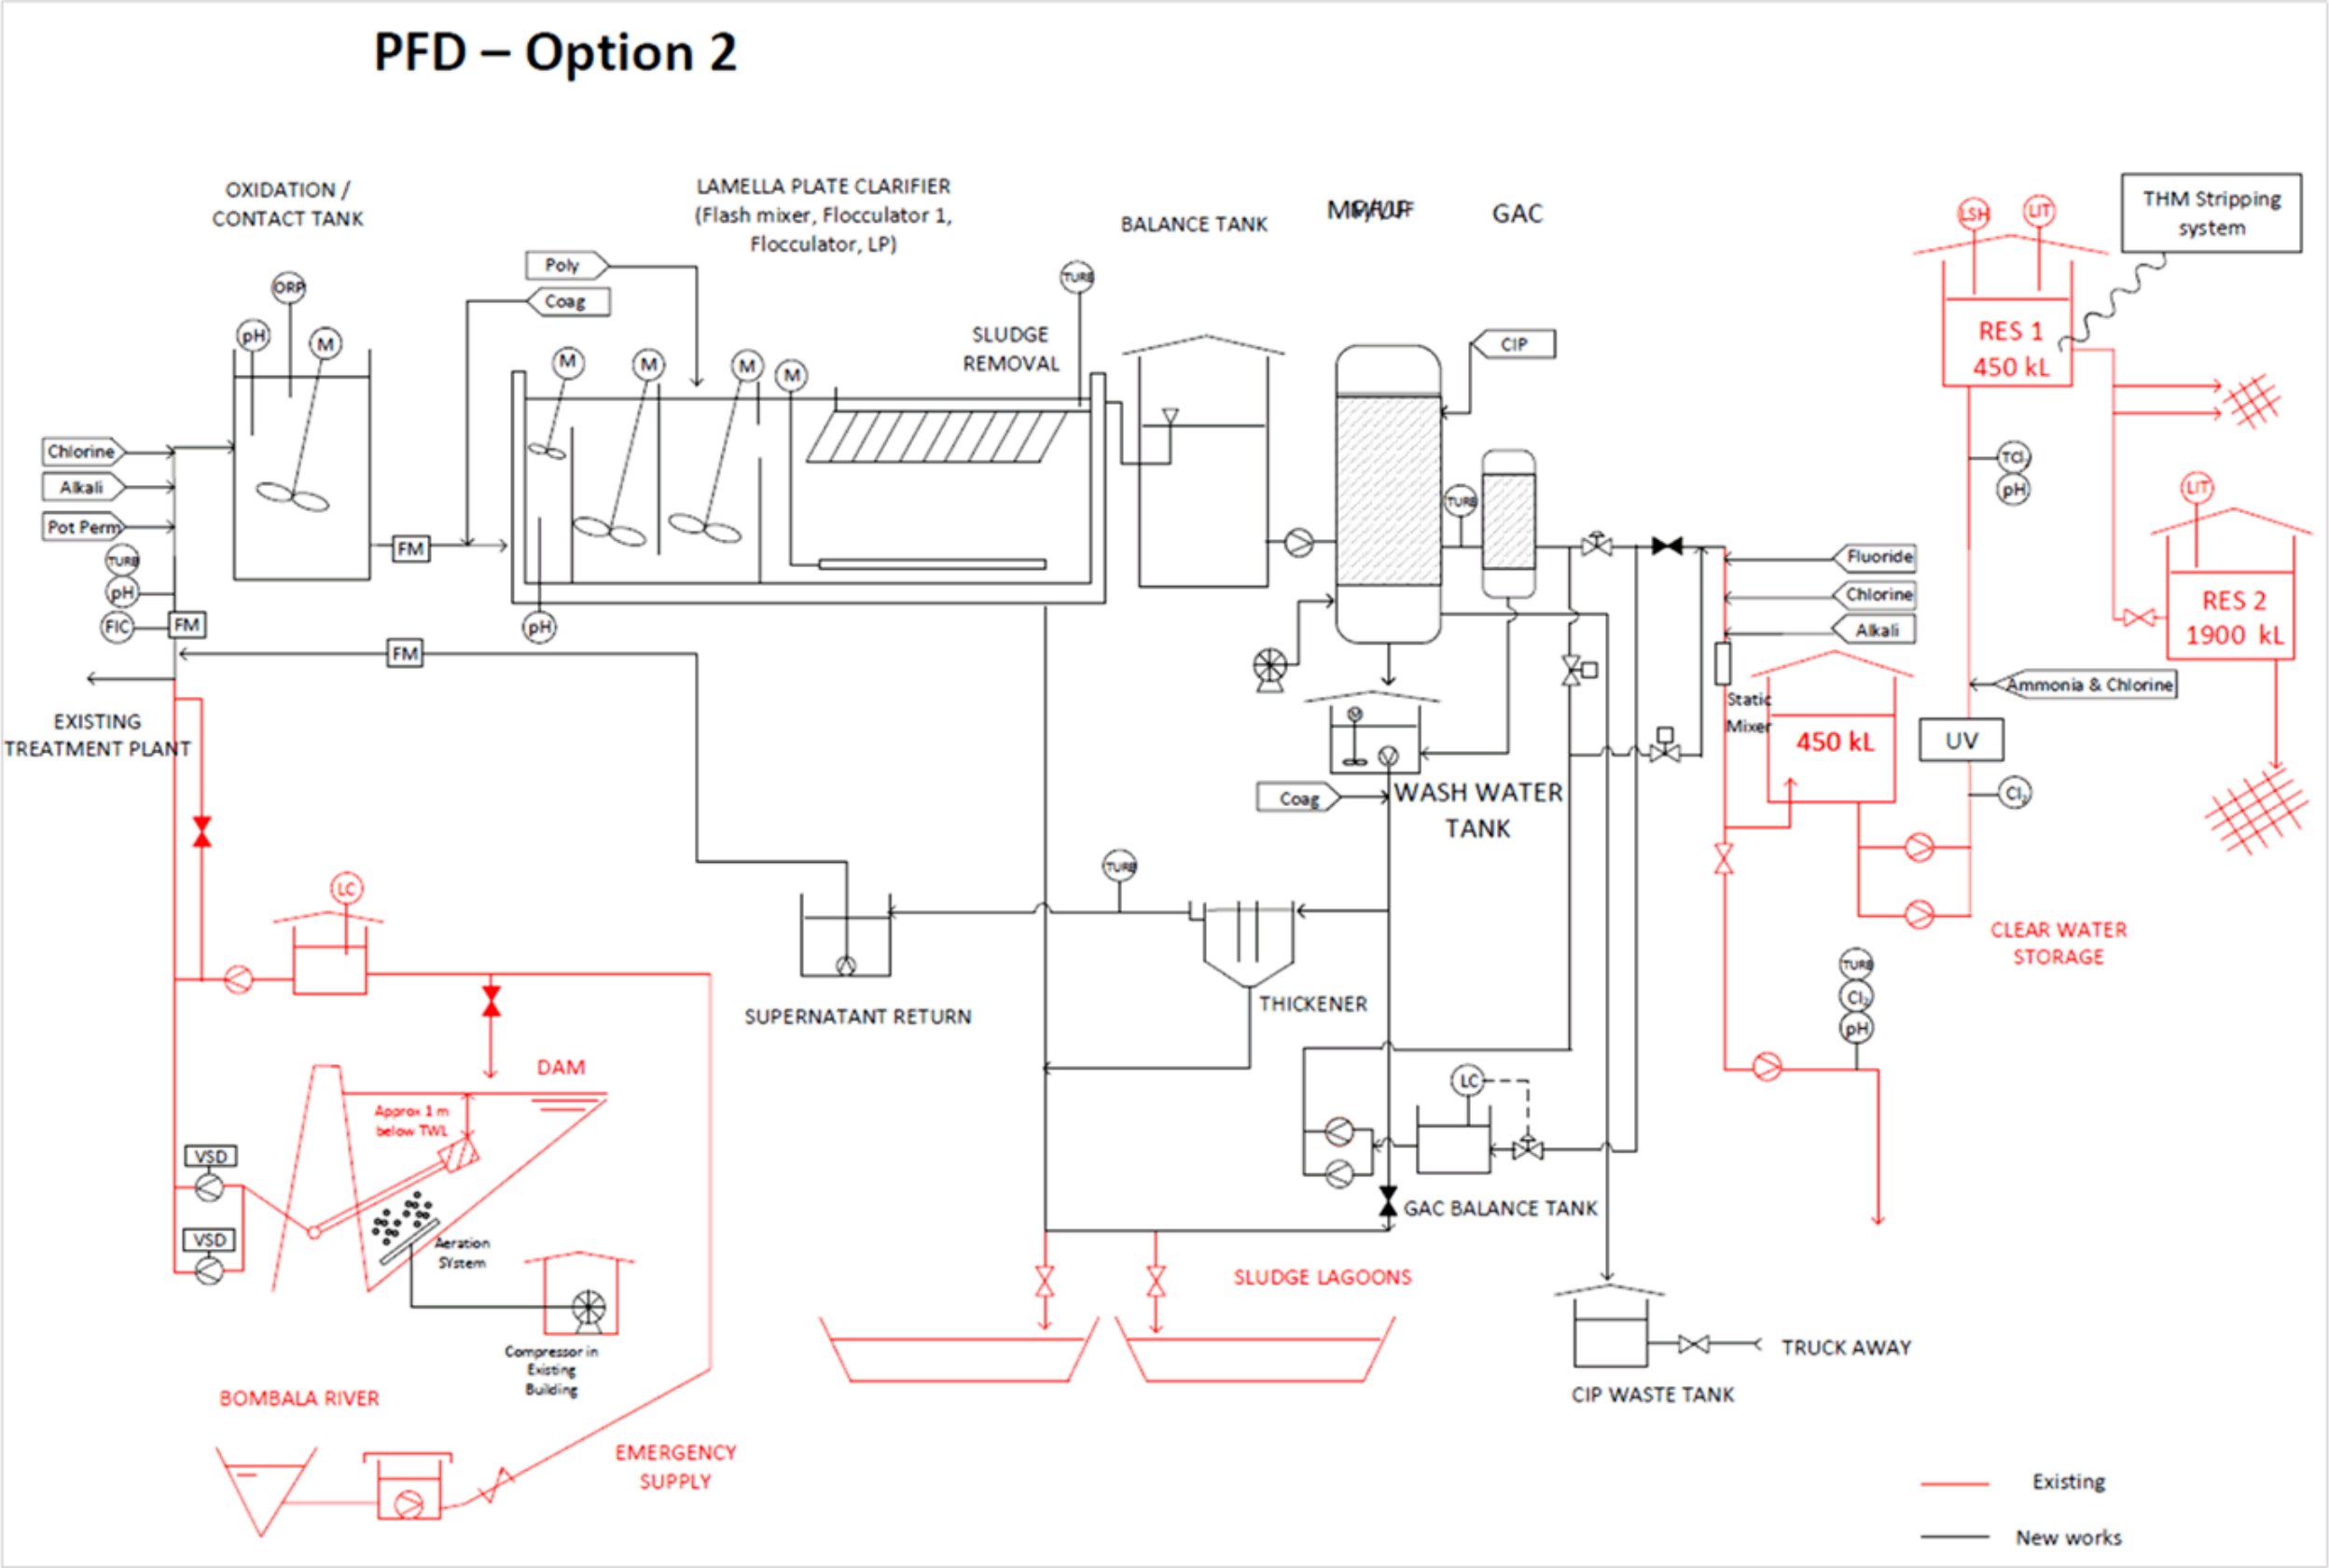 PFD – Option 2
OXIDATION /
CONTACT TANK
LAMELLA PLATE CLARIFIER
(Flash mixer, Flocculator 1,
Flocculator, LP)
BALANCE TANK
GAC
THM Stripping
system
LSH
LIT
Poly
Coag
ORP
TURB
pH
M
M
M
M
M
SLUDGE
REMOVAL
CIP
RES 1
450 kL
Chlorine
Alkali
Pot Perm
TURB
pH
FIC
FM
FM
pH
FM
TURB
TCl
pH
LIT
RES 2
1900 kL
Fluoride
Chlorine
Alkali
Static
Mixer
450 kL
Ammonia & Chlorine
UV
Cl2
EXISTING
TREATMENT PLANT
M
Coag
WASH WATER
TANK
LC
TURB
CLEAR WATER
STORAGE
TURB
Cl2
pH
SUPERNATANT RETURN
THICKENER
DAM
Approx 1 m
below TWL
LC
VSD
VSD
Aeration
SYstem
GAC BALANCE TANK
SLUDGE LAGOONS
Compressor in
Existing
Building
TRUCK AWAY
CIP WASTE TANK
BOMBALA RIVER
EMERGENCY
SUPPLY
Existing
New works